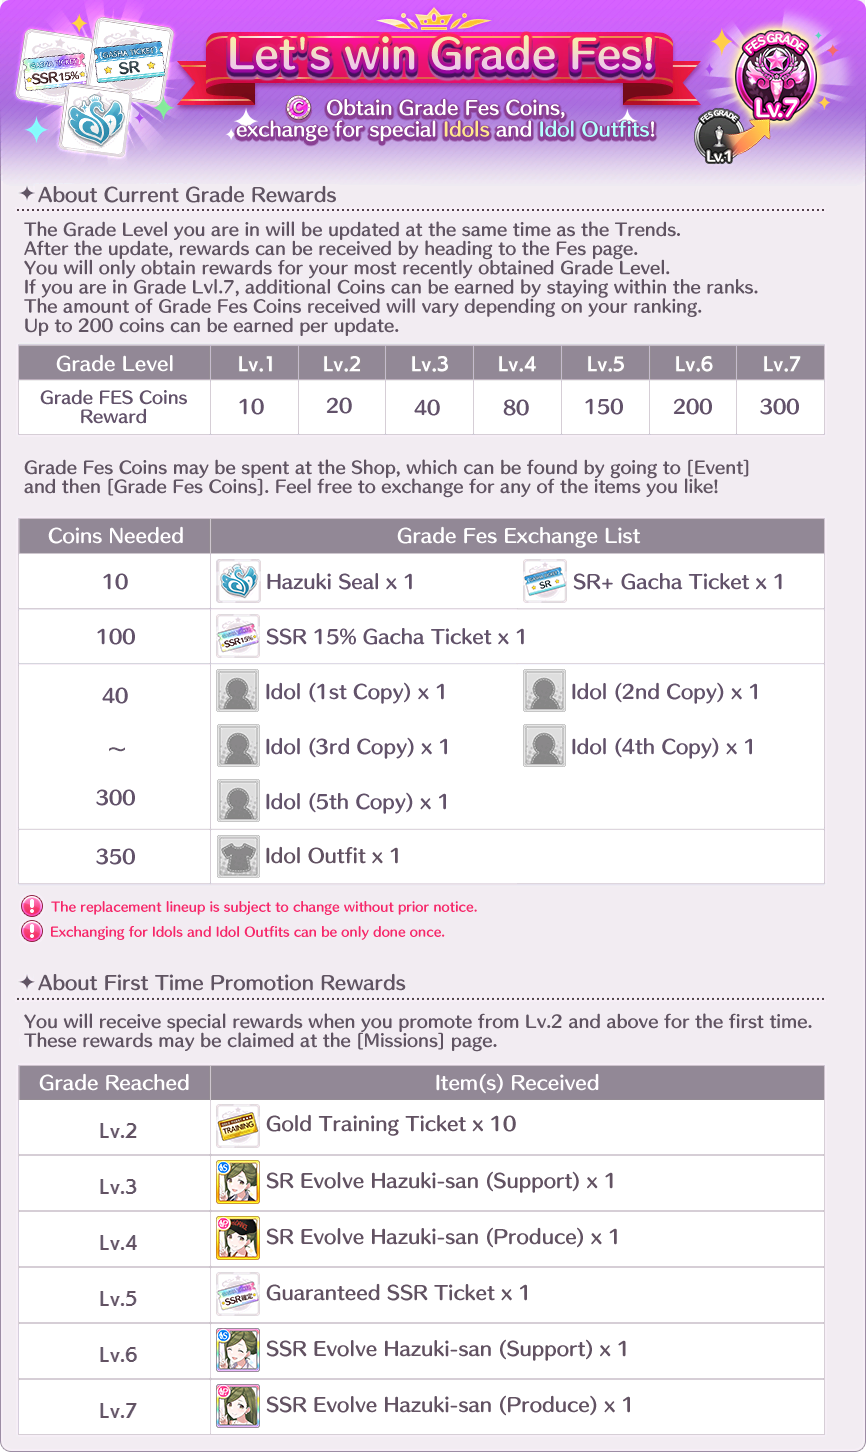 GASHA TICKET
SSR15%
GASHA TICKET
SR
Let's win Grade Fes!
C Obtain Grade Fes Coins,
exchange for special Idols and Idol Outfits!
FES GRADE
Lv.7
FES GRADE
Lv.1
✦About Current Grade Rewards
The Grade Level you are in will be updated at the same time as the Trends.
After the update, rewards can be received by heading to the Fes page.
You will only obtain rewards for your most recently obtained Grade Level.
If you are in Grade Lvl.7, additional Coins can be earned by staying within the ranks.
The amount of Grade Fes Coins received will vary depending on your ranking.
Up to 200 coins can be earned per update.
Grade Level Lv.1 Lv.2 Lv.3 Lv.4 Lv.5 Lv.6 Lv.7
Grade FES Coins
Reward
10 20 40 80 150 200 300
Grade Fes Coins may be spent at the Shop, which can be found by going to [Event]
and then [Grade Fes Coins]. Feel free to exchange for any of the items you like!
Coins Needed Grade Fes Exchange List
10 Hazuki Seal x 1 SR SR+ Gacha Ticket x 1
100 SSR15% SSR 15% Gacha Ticket x 1
40 Idol (1st Copy) x 1 Idol (2nd Copy) x 1
~ Idol (3rd Copy) x 1 Idol (4th Copy) x 1
300 Idol (5th Copy) x 1
350 Idol Outfit x 1
! The replacement lineup is subject to change without prior notice.
! Exchanging for Idols and Idol Outfits can be only done once.
✦About First Time Promotion Rewards
You will receive special rewards when you promote from Lv.2 and above for the first time.
These rewards may be claimed at the [Missions] page.
Grade Reached Item(s) Received
Lv.2 TRAINING Gold Training Ticket x 10
Lv.3 SR Evolve Hazuki-san (Support) x 1
Lv.4 SR Evolve Hazuki-san (Produce) x 1
Lv.5 SSR確定 Guaranteed SSR Ticket x 1
Lv.6 SSR Evolve Hazuki-san (Support) x 1
Lv.7 SSR Evolve Hazuki-san (Produce) x 1